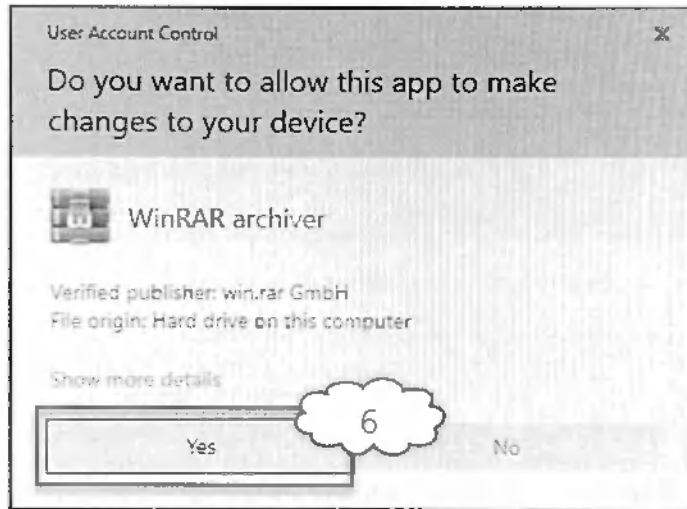 User Account Control
Do you want to allow this app to make
changes to your device?
WinRAR archiver
Verified publisher: win.rar GmbH
File origin: Hard drive on this computer
Show more details
6
Yes
No